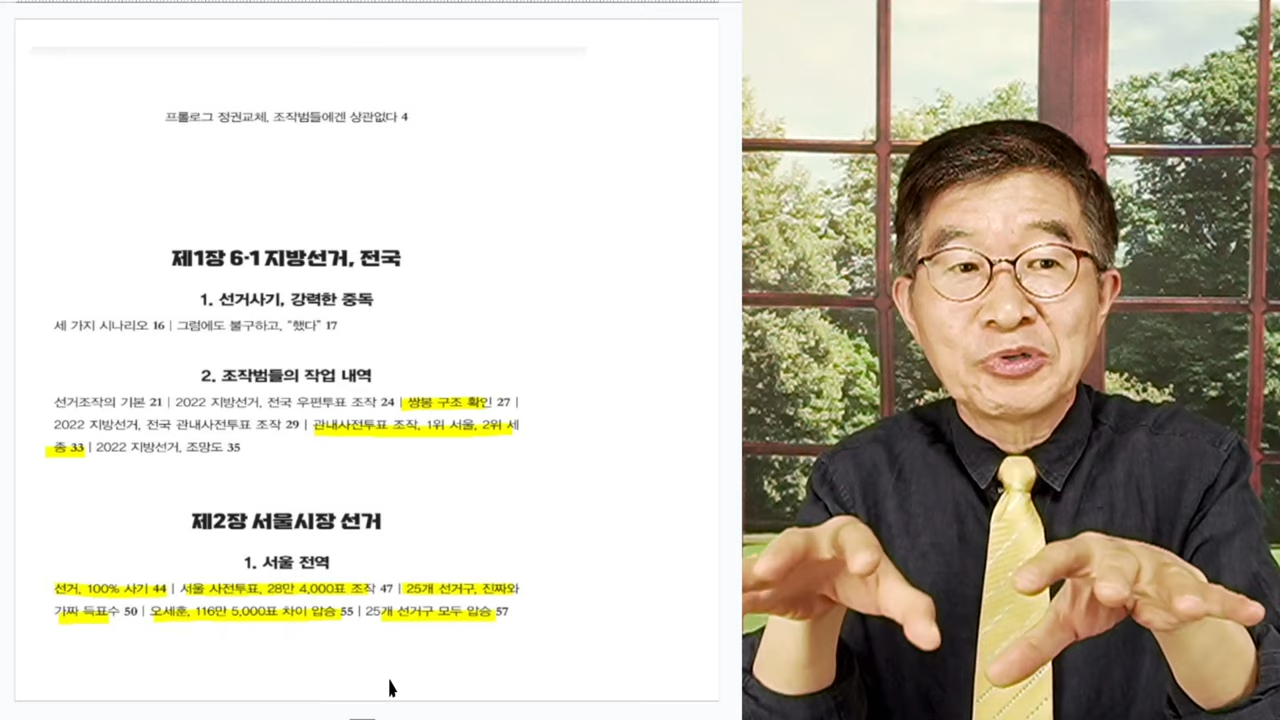 프롤로그 정권교체, 조작범들에겐 상관없다 4
제1장 6·1 지방선거, 전국
1. 선거사기, 강력한 중독
세 가지 시나리오 16 | 그럼에도 불구하고, “했다” 17
2. 조작범들의 작업 내역
선거조작의 기본 21 | 2022 지방선거, 전국 우편투표 조작 24 | 쌍봉 구조 확인 27 |
2022 지방선거, 전국 관내사전투표 조작 29 | 관내사전투표 조작, 1위 서울, 2위 세
종 33 | 2022 지방선거, 조망도 35
제2장 서울시장 선거
1. 서울 전역
선거, 100% 사기 44 | 서울 사전투표, 28만 4,000표 조작 47 | 25개 선거구, 진짜와
가짜 득표수 50 | 오세훈, 116만 5,000표 차이 압승 55 | 25개 선거구 모두 압승 57